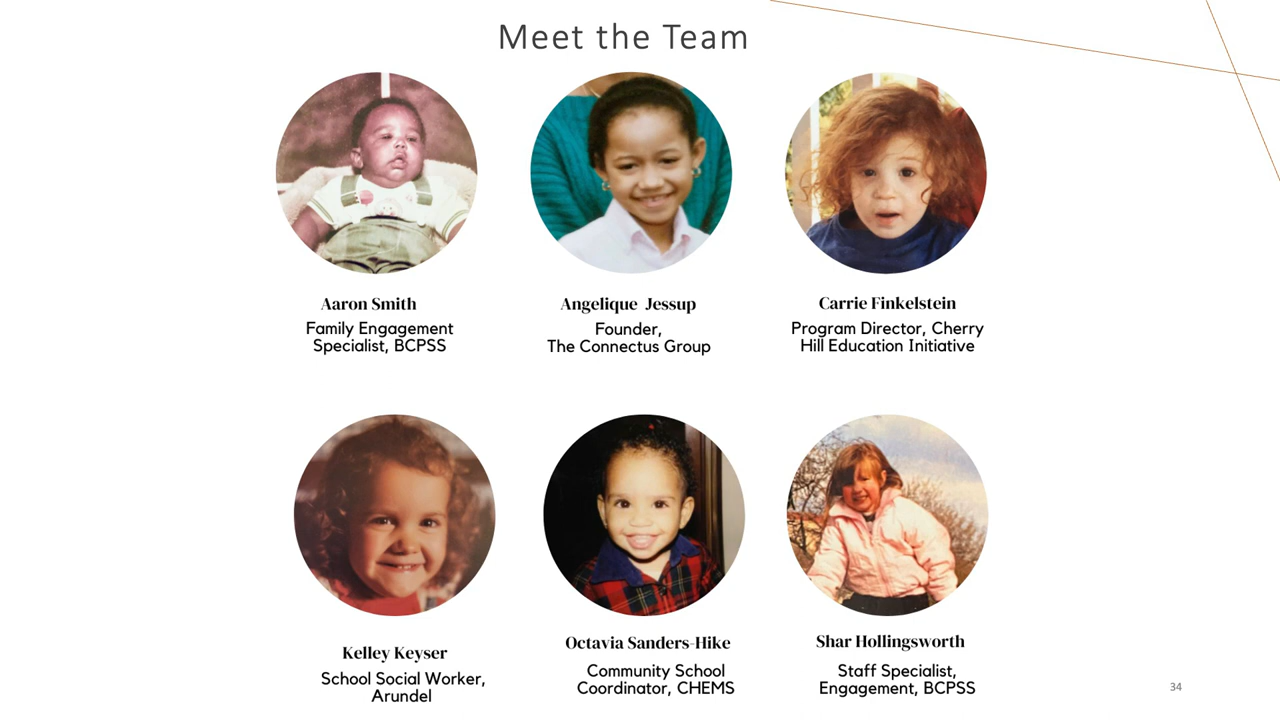 Meet the Team
Aaron Smith
Family Engagement
Specialist, BCPSS
Angelique Jessup
Founder,
The Connectus Group
Carrie Finkelstein
Program Director, Cherry
Hill Education Initiative
Kelley Keyser
School Social Worker,
Arundel
Octavia Sanders-Hike
Community School
Coordinator, CHEMS
Shar Hollingsworth
Staff Specialist,
Engagement, BCPSS
34